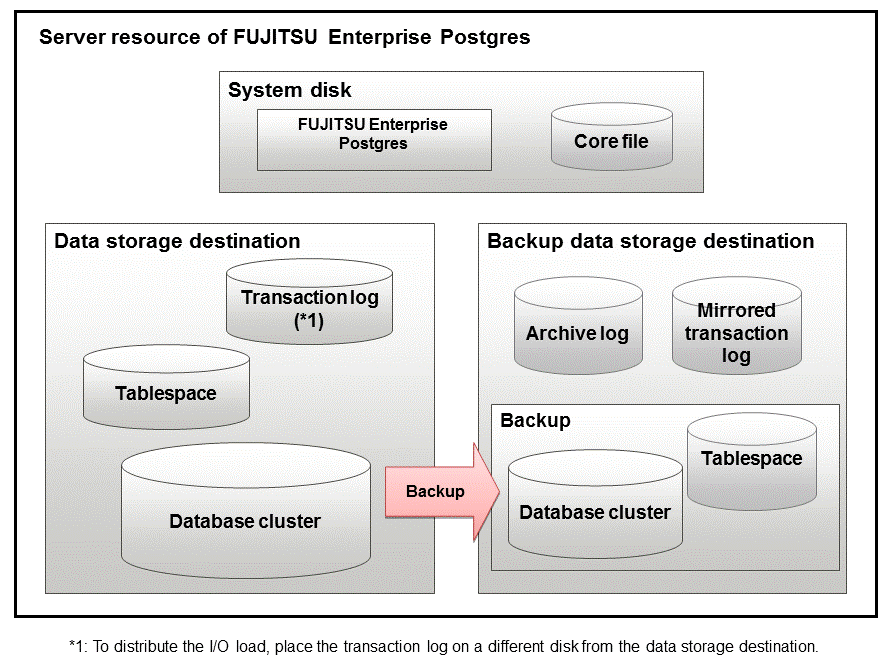 Server resource of FUJITSU Enterprise Postgres
System disk
FUJITSU Enterprise
Postgres
Core file
Data storage destination
Transaction log
(*1)
Tablespace
Database cluster
Backup
Backup data storage destination
Archive log
Mirrored
transaction
log
Backup
Tablespace
Database cluster
*1: To distribute the I/O load, place the transaction log on a different disk from the data storage destination.